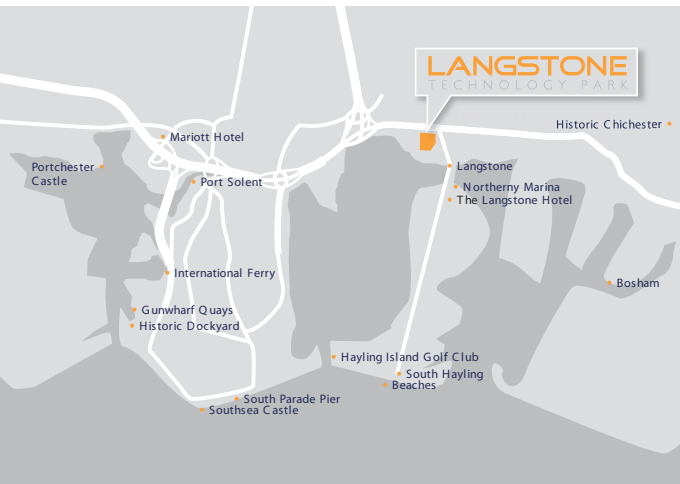 LANGSTONE
TECHNOLOGY PARK
Historic Chichester
Mariott Hotel
Portchester
Castle
Langstone
Port Solent
Northerny Marina
The Langstone Hotel
International Ferry
Bosham
Gunwharf Quays
Historic Dockyard
Hayling Island Golf Club
South Hayling
Beaches
South Parade Pier
Southsea Castle